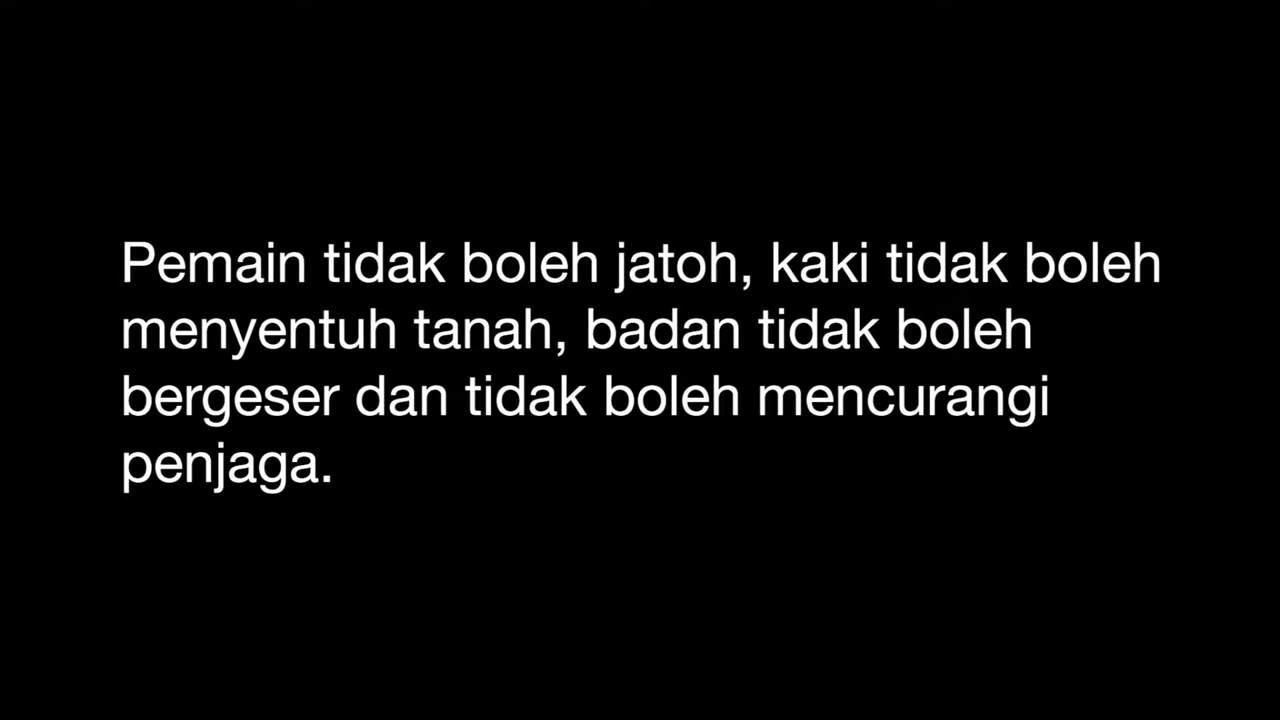 Pemain tidak boleh jatoh, kaki tidak boleh
menyentuh tanah, badan tidak boleh
bergeser dan tidak boleh mencurangi
penjaga.